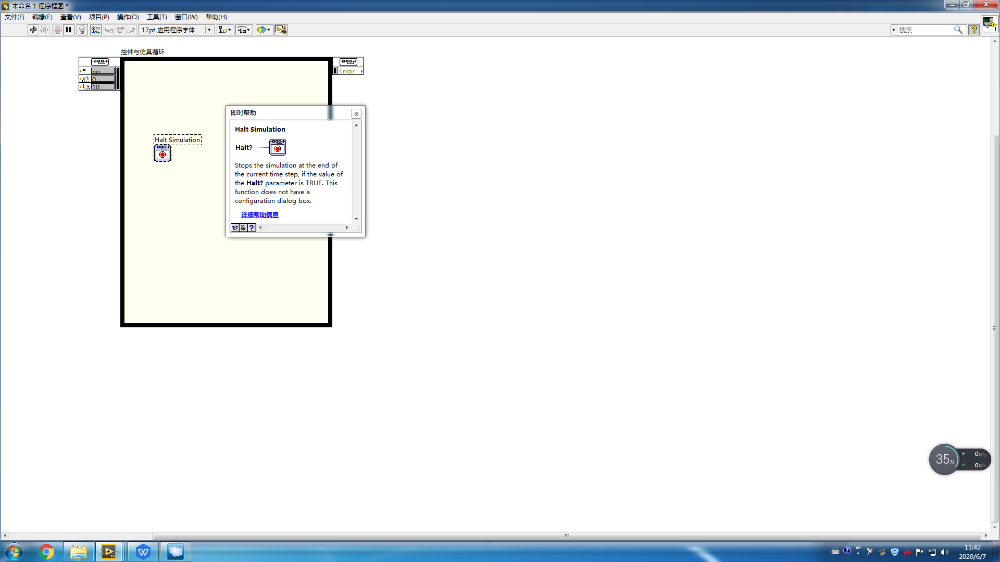 未命名 1 程序框图 *
文件(F) 编辑(E) 查看(V) 项目(P) 操作(O) 工具(T) 窗口(W) 帮助(H)
17pt 应用程序字体
搜索
控件与仿真循环
no
0
10
Error
Halt Simulation
即时帮助
Halt Simulation
Halt?
Stops the simulation at the end of
the current time step, if the value of
the Halt? parameter is TRUE. This
function does not have a
configuration dialog box.
详细帮助信息
35%
0K/s
0K/s
11:42
2020/6/7